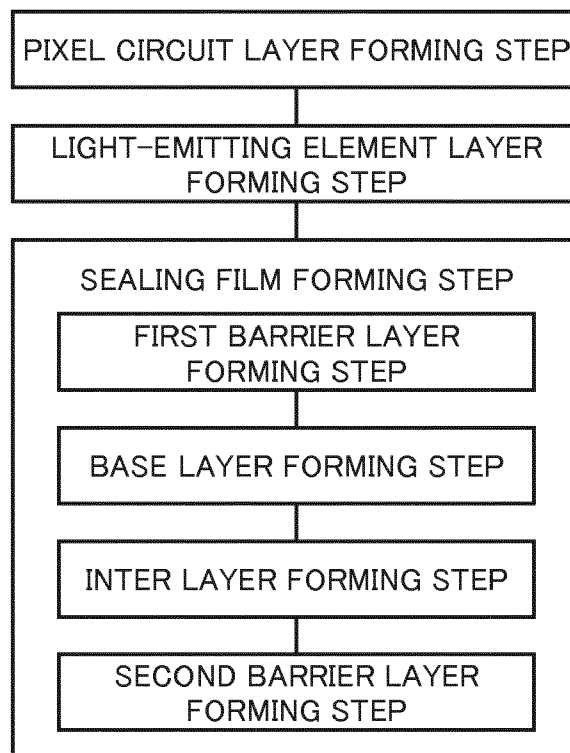 PIXEL CIRCUIT LAYER FORMING STEP
LIGHT-EMITTING ELEMENT LAYER
FORMING STEP
SEALING FILM FORMING STEP
FIRST BARRIER LAYER
FORMING STEP
BASE LAYER FORMING STEP
INTER LAYER FORMING STEP
SECOND BARRIER LAYER
FORMING STEP